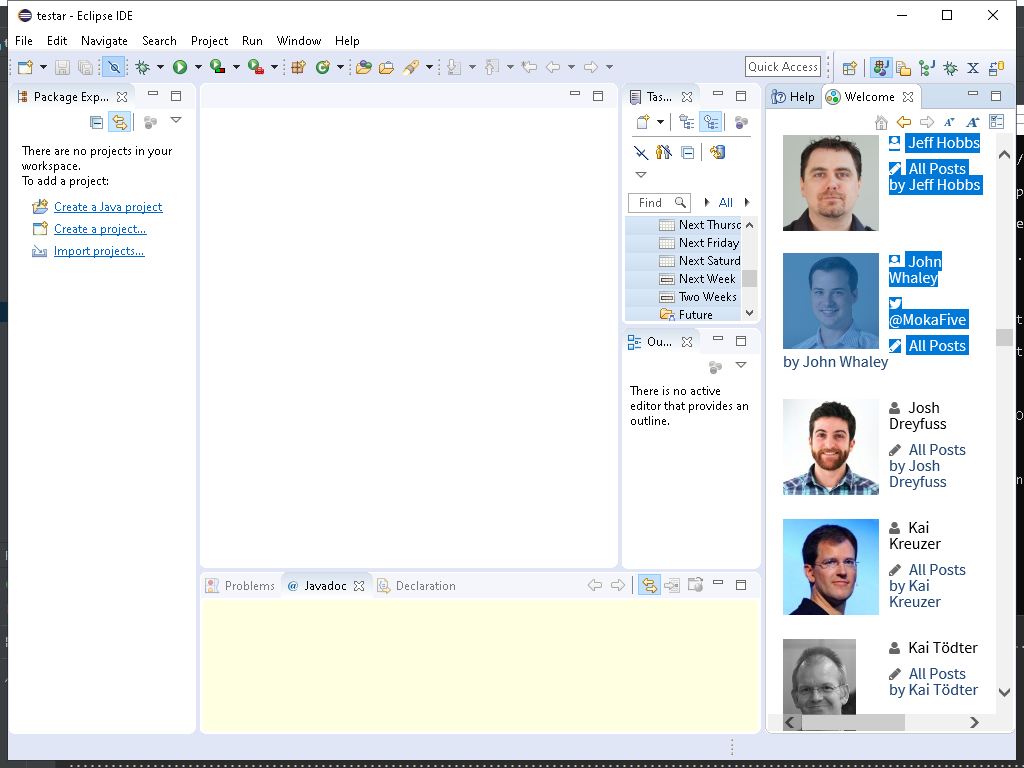 testar - Eclipse IDE
File Edit Navigate Search Project Run Window Help
Quick Access
Package Exp...
There are no projects in your
workspace.
To add a project:
Create a Java project
Create a project...
Import projects...
Tas...
Find
All
Next Friday
Next Week
Two Weeks
Future
Ou...
There is no active
editor that provides an
outline.
Problems
@ Javadoc
Declaration
Help
Welcome
Jeff Hobbs
All Posts
by Jeff Hobbs
John
Whaley
@MokaFive
All Posts
by John Whaley
Josh
Dreyfuss
All Posts
by Josh
Dreyfuss
Kai
Kreuzer
All Posts
by Kai
Kreuzer
Kai Tödter
All Posts
by Kai Tödter